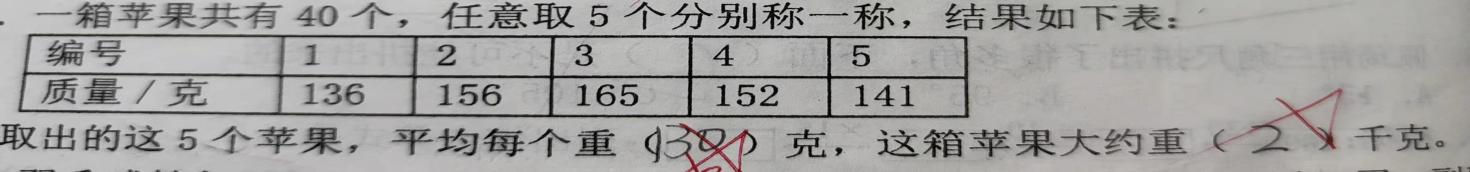 一箱苹果共有 40 个，任意取 5 个分别称一称，结果如下表：
编号 1 2 3 4 5
质量 / 克 136 156 165 152 141
取出的这 5 个苹果，平均每个重（130）克，这箱苹果大约重（2）千克。